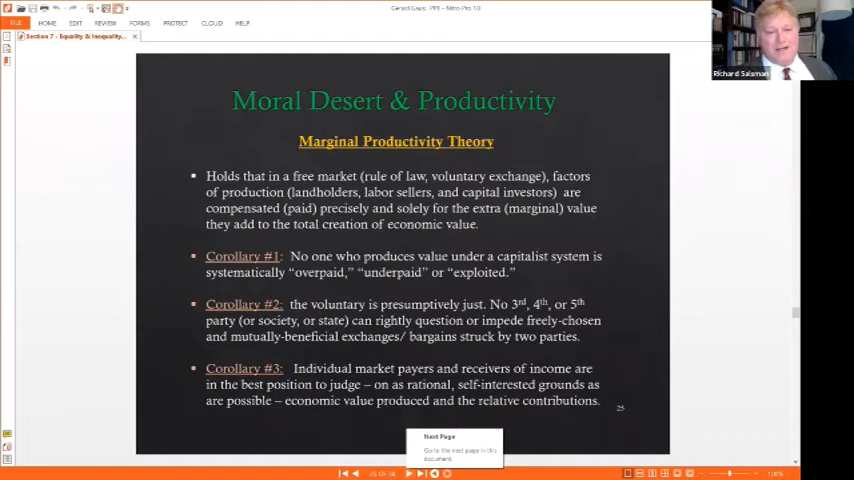 Gerald Gaus: PPE - Nitro Pro 10
FILE HOME EDIT REVIEW FORMS PROTECT CLOUD HELP
Section 7 - Equality & Inequality...
Richard Salsman
Moral Desert & Productivity
Marginal Productivity Theory
Holds that in a free market (rule of law, voluntary exchange), factors
of production (landholders, labor sellers, and capital investors) are
compensated (paid) precisely and solely for the extra (marginal) value
they add to the total creation of economic value.
Corollary #1: No one who produces value under a capitalist system is
systematically “overpaid,” “underpaid” or “exploited.”
Corollary #2: the voluntary is presumptively just. No 3rd, 4th, or 5th
party (or society, or state) can rightly question or impede freely-chosen
and mutually-beneficial exchanges/ bargains struck by two parties.
Corollary #3: Individual market payers and receivers of income are
in the best position to judge – on as rational, self-interested grounds as
are possible – economic value produced and the relative contributions.
25
Next Page
Go to the next page in this
document.
100%